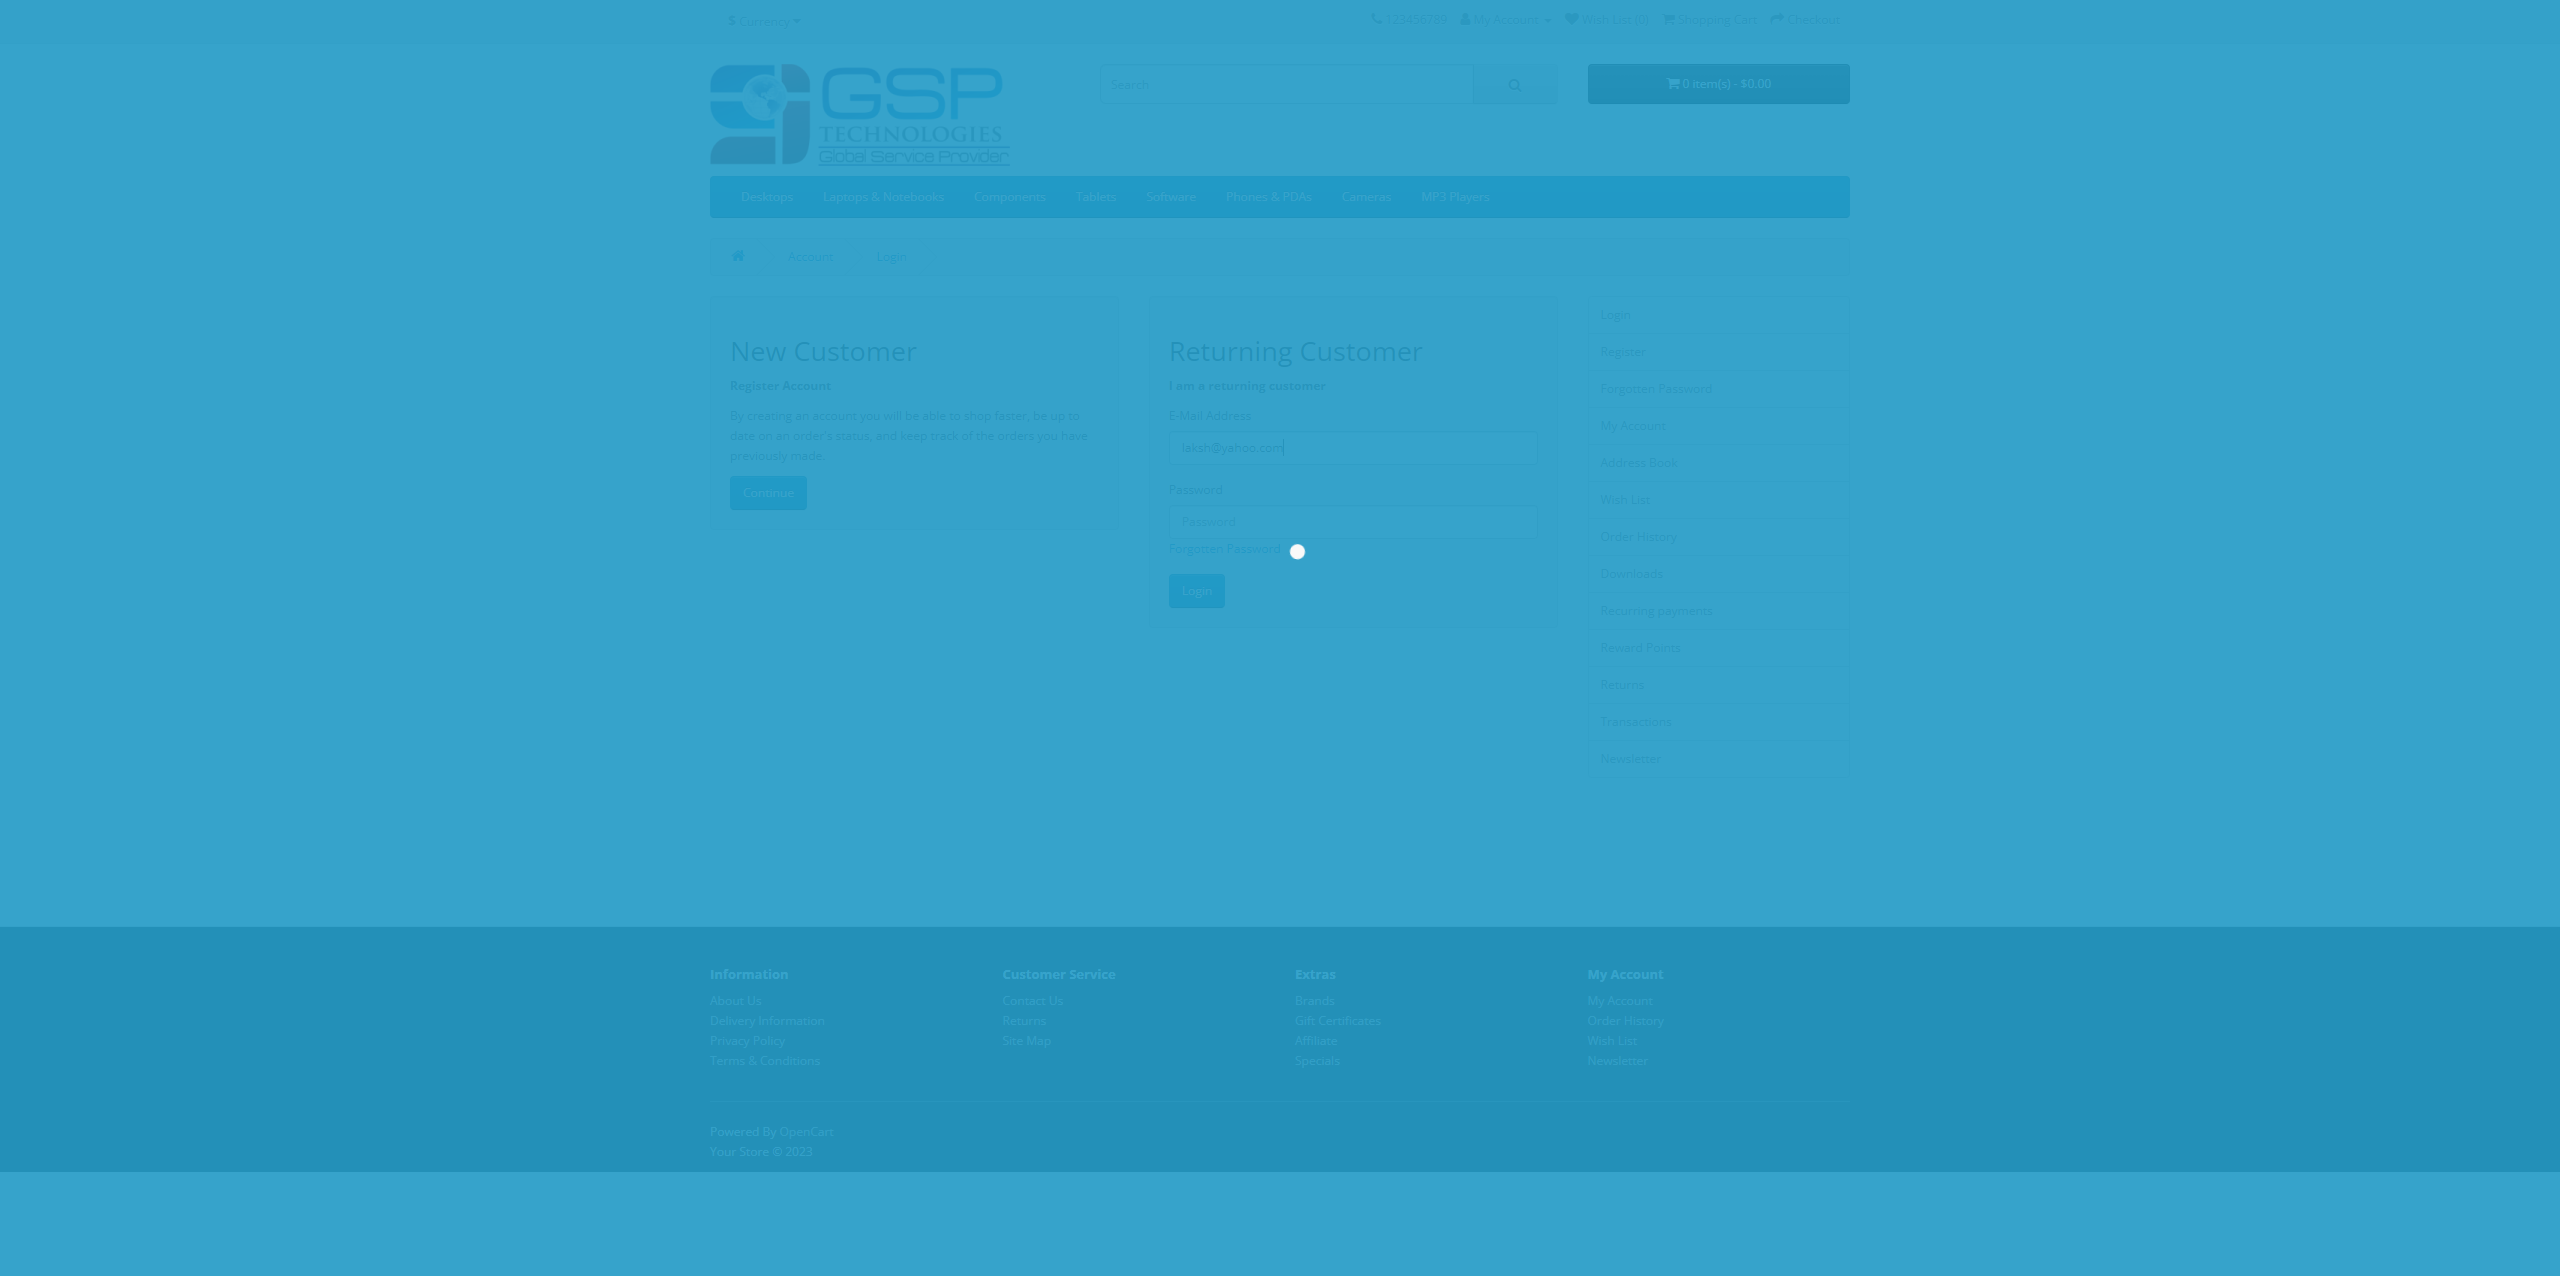 $ Currency
123456789 My Account Wish List (0) Shopping Cart Checkout
GSP
TECHNOLOGIES
Global Service Provider
Search
0 item(s) - $0.00
Desktops Laptops & Notebooks Components Tablets Software Phones & PDAs Cameras MP3 Players
Account Login
New Customer
Register Account
By creating an account you will be able to shop faster, be up to
date on an order's status, and keep track of the orders you have
previously made.
Continue
Returning Customer
I am a returning customer
E-Mail Address
laksh@yahoo.com
Password
Password
Forgotten Password
Login
Login
Register
Forgotten Password
My Account
Address Book
Wish List
Order History
Downloads
Recurring payments
Reward Points
Returns
Transactions
Newsletter
Information
About Us
Delivery Information
Privacy Policy
Terms & Conditions
Customer Service
Contact Us
Returns
Site Map
Extras
Brands
Gift Certificates
Affiliate
Specials
My Account
My Account
Order History
Wish List
Newsletter
Powered By OpenCart
Your Store © 2023